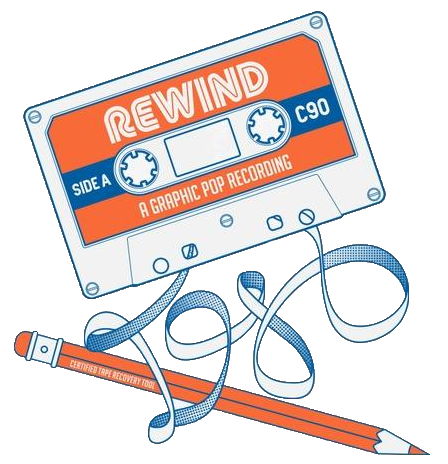 REWIND
SIDE A
C90
A GRAPHIC POP RECORDING
CERTIFIED TAPE RECOVERY TOOL